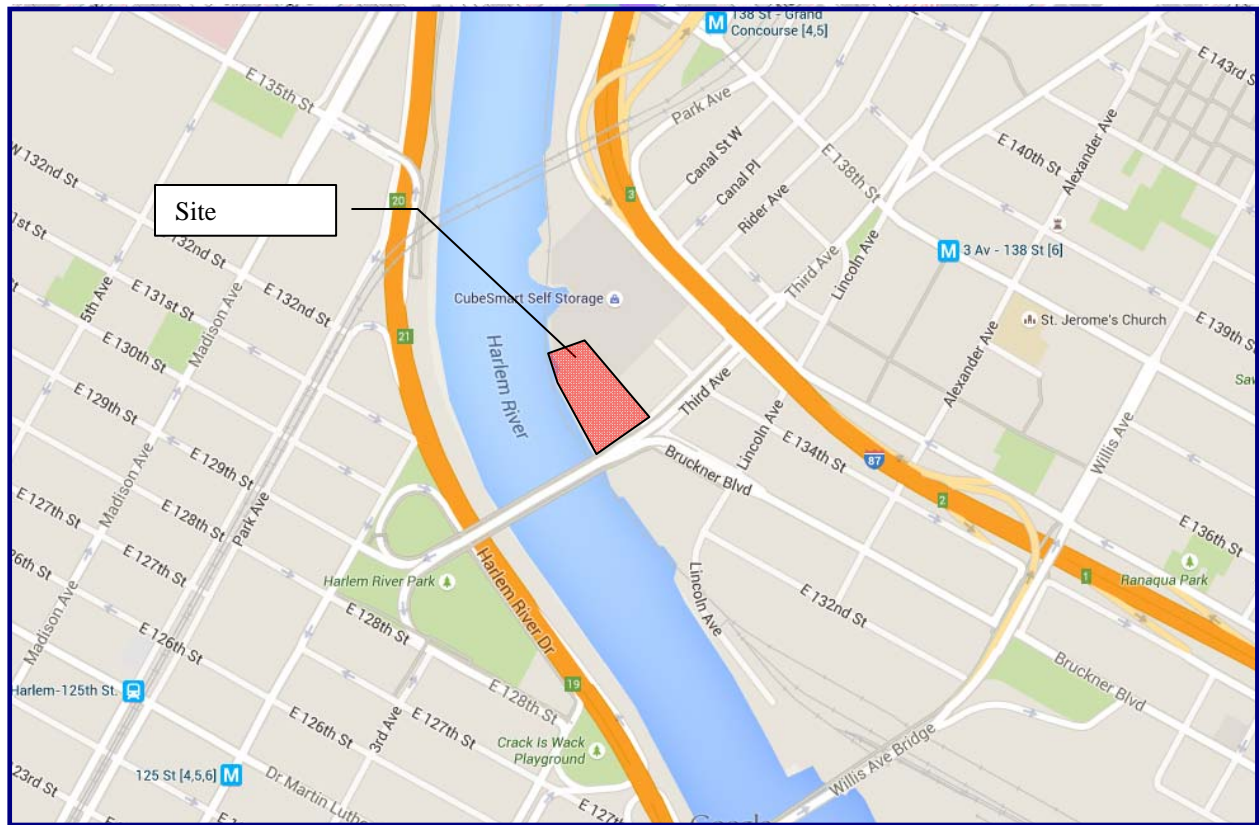 138 St - Grand
Concourse [4,5]
E 135th St
E 143rd S
Park Ave
Canal St W
Canal Pl
Rider Ave
E 138th St
E 140th St
Alexander Ave
W 132nd St
20
3
Site
Third Ave
Lincoln Ave
3 Av - 138 St [6]
E 132nd St
1st St
5th Ave
E 131st St
Madison Ave
E 132nd St
CubeSmart Self Storage
St. Jerome's Church
E 139th St
E 130th St
21
Harlem River
Alexander Ave
Saw
E 129th St
Third Ave
Lincoln Ave
E 134th St
Willis Ave
E 129th St
Madison Ave
Park Ave
Bruckner Blvd
87
2
E 127th St
E 128th St
E 136th St
26th St
E 127th St
Harlem River Park
Harlem River Dr
Lincoln Ave
E 132nd St
1
Ranaqua Park
Madison Ave
E 126th St
E 128th St
19
Bruckner Blvd
Harlem-125th St.
E 128th St
E 126th St
3rd Ave
E 127th St
Crack Is Wack
Playground
Willis Ave Bridge
125 St [4,5,6]
23rd St
Dr. Martin Luthe
E 127t
Google